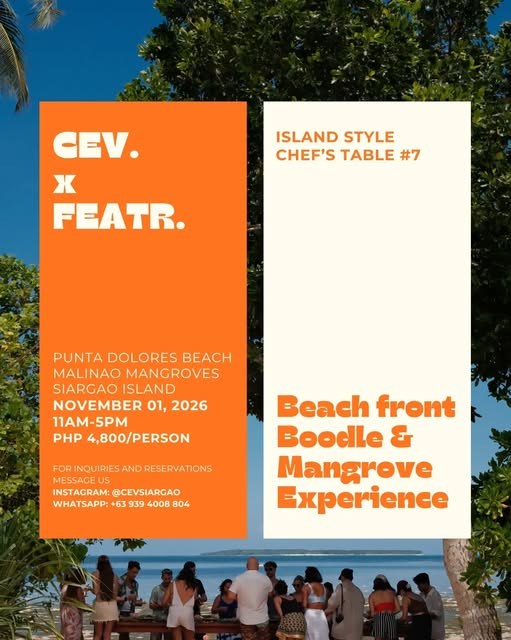 CEV.
x
FEATR.
PUNTA DOLORES BEACH
MALINAO MANGROVES
SIARGAO ISLAND
NOVEMBER 01, 2026
11AM-5PM
PHP 4,800/PERSON
FOR INQUIRIES AND RESERVATIONS
MESSAGE US
INSTAGRAM: @CEVSIARGAO
WHATSAPP: +63 939 4008 804
ISLAND STYLE
CHEF'S TABLE #7
Beach front
Boodle &
Mangrove
Experience